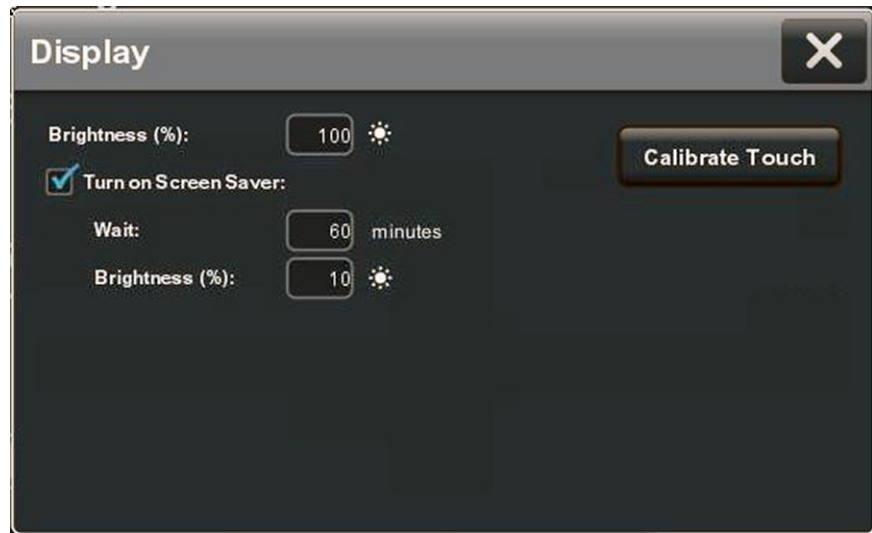 Display
Brightness (%): 100
Calibrate Touch
Turn on Screen Saver:
Wait: 60 minutes
Brightness (%): 10